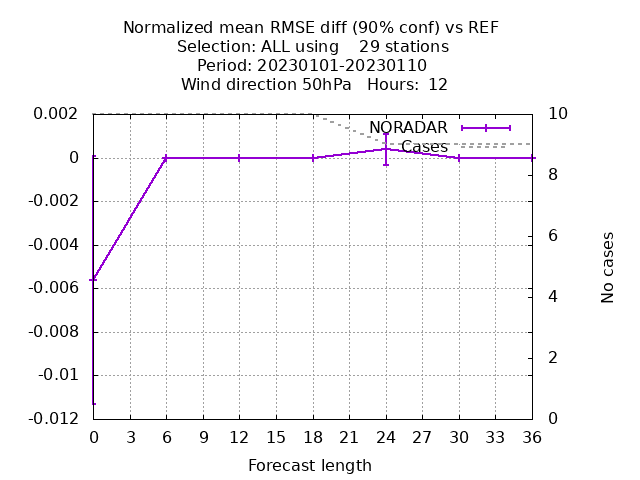 Normalized mean RMSE diff (90% conf) vs REF
Selection: ALL using    29 stations
Period: 20230101-20230110
Wind direction 50hPa   Hours:  12
0.002
0
-0.002
-0.004
-0.006
-0.008
-0.01
-0.012
NORADAR
Cases
10
8
6
4
2
0
No cases
0 3 6 9 12 15 18 21 24 27 30 33 36
Forecast length